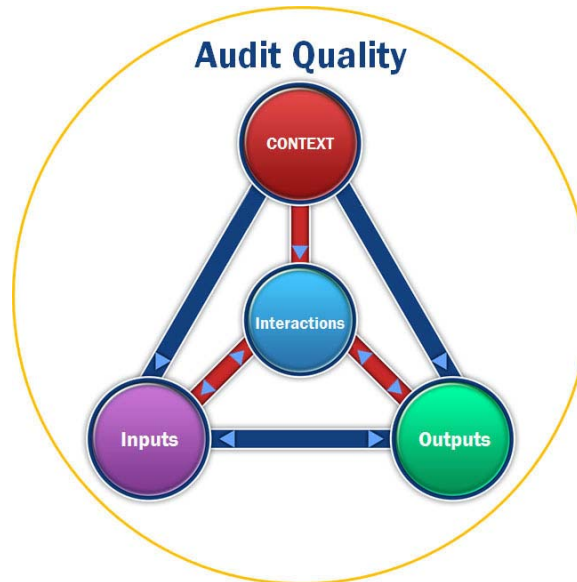 Audit Quality
CONTEXT
Interactions
Inputs
Outputs